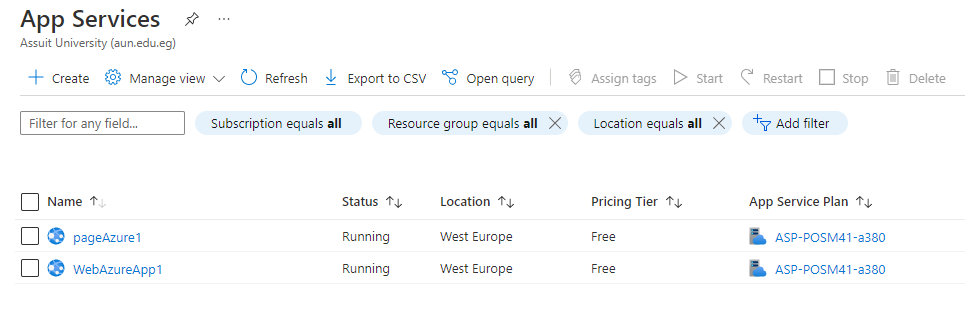 App Services
Assuit University (aun.edu.eg)
Create Manage view Refresh Export to CSV Open query Assign tags Start Restart Stop Delete
Filter for any field... Subscription equals all Resource group equals all Location equals all Add filter
Name Status Location Pricing Tier App Service Plan
pageAzure1 Running West Europe Free ASP-POSM41-a380
WebAzureApp1 Running West Europe Free ASP-POSM41-a380